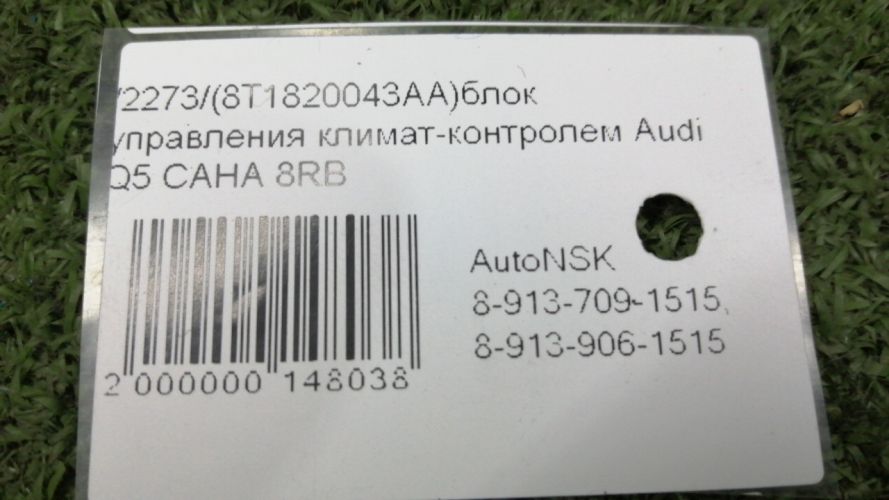 /2273/(8T1820043AA)блок
управления климат-контролем Audi
Q5 CAHA 8RB
AutoNSK
8-913-709-1515,
8-913-906-1515
2 000000 148038